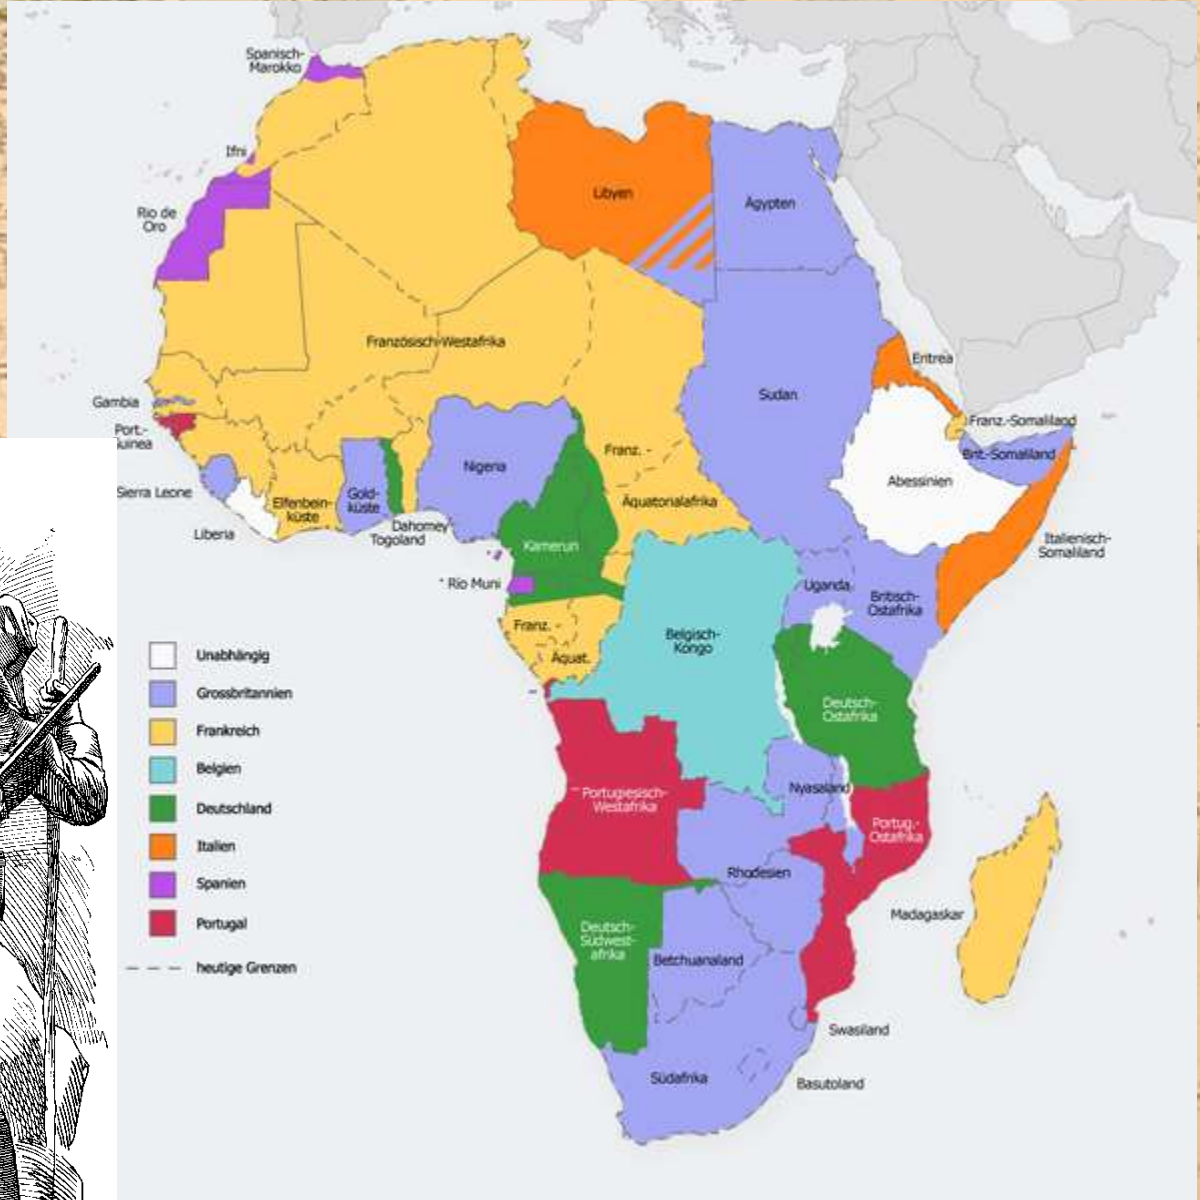 Spanisch-
Marokko
Ifni
Rio de
Oro
Libyen
Ägypten
Französisch-Westafrika
Gambia
Port.-
uinea
Sierra Leone
Liberia
Elfenbein-
küste
Gold-
küste
Dahomey
Togoland
Nigeria
Kamerun
Rio Muni
Franz. -
Äquatorialafrika
Sudan
Eritrea
Franz.-Somaliland
Brit.-Somaliland
Abessinien
Italienisch-
Somaliland
Uganda
Britisch-
Ostafrika
Belgisch-
Kongo
Franz. -
Äquat.
Deutsch-
Ostafrika
Portugiesisch-
Westafrika
Nyasaland
Portug.-
Ostafrika
Rhodesien
Madagaskar
Deutsch-
Südwest-
afrika
Betchuanaland
Swasiland
Südafrika
Basutoland
Unabhängig
Grossbritannien
Frankreich
Belgien
Deutschland
Italien
Spanien
Portugal
heutige Grenzen